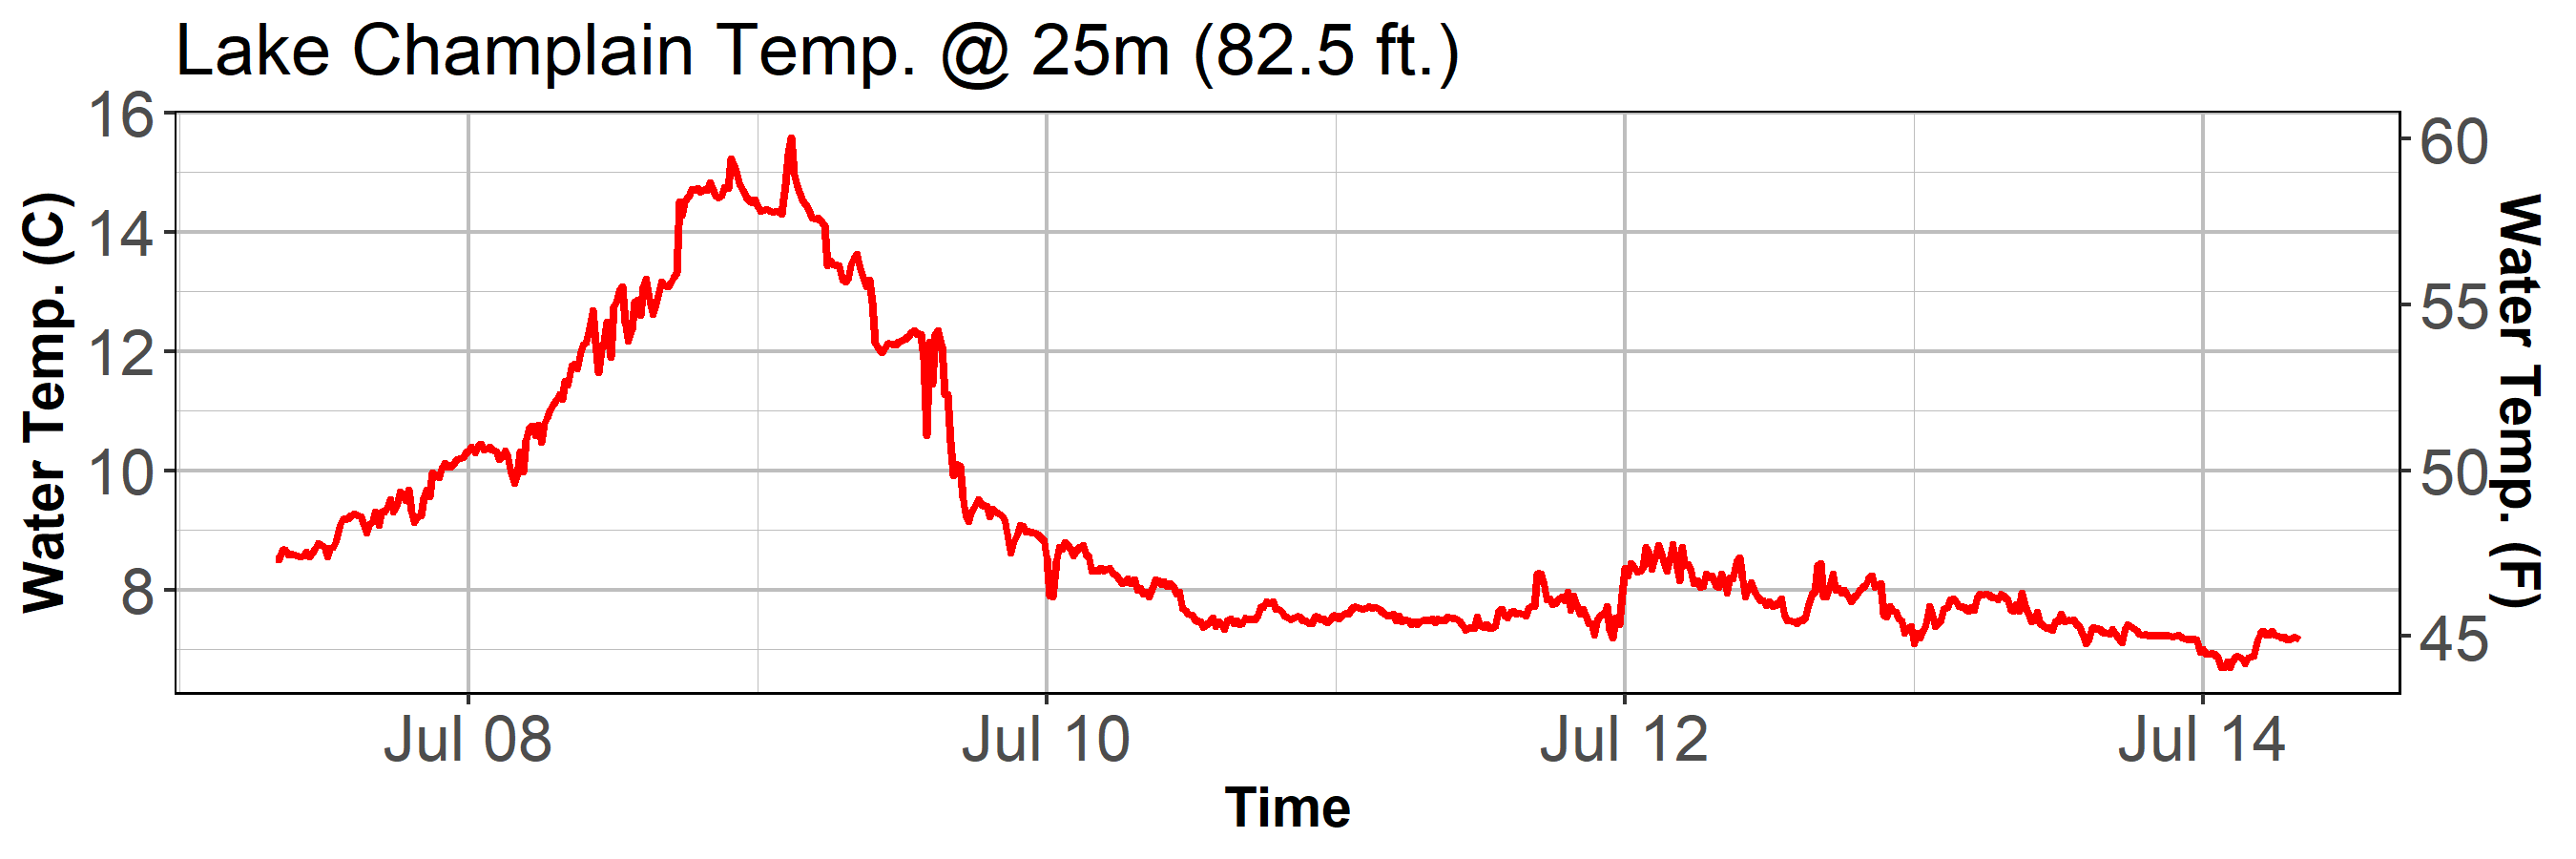 Lake Champlain Temp. @ 25m (82.5 ft.)
Water Temp. (C)
16
14
12
10
8
60
55
50
45
Water Temp. (F)
Jul 08 Jul 10 Jul 12 Jul 14
Time